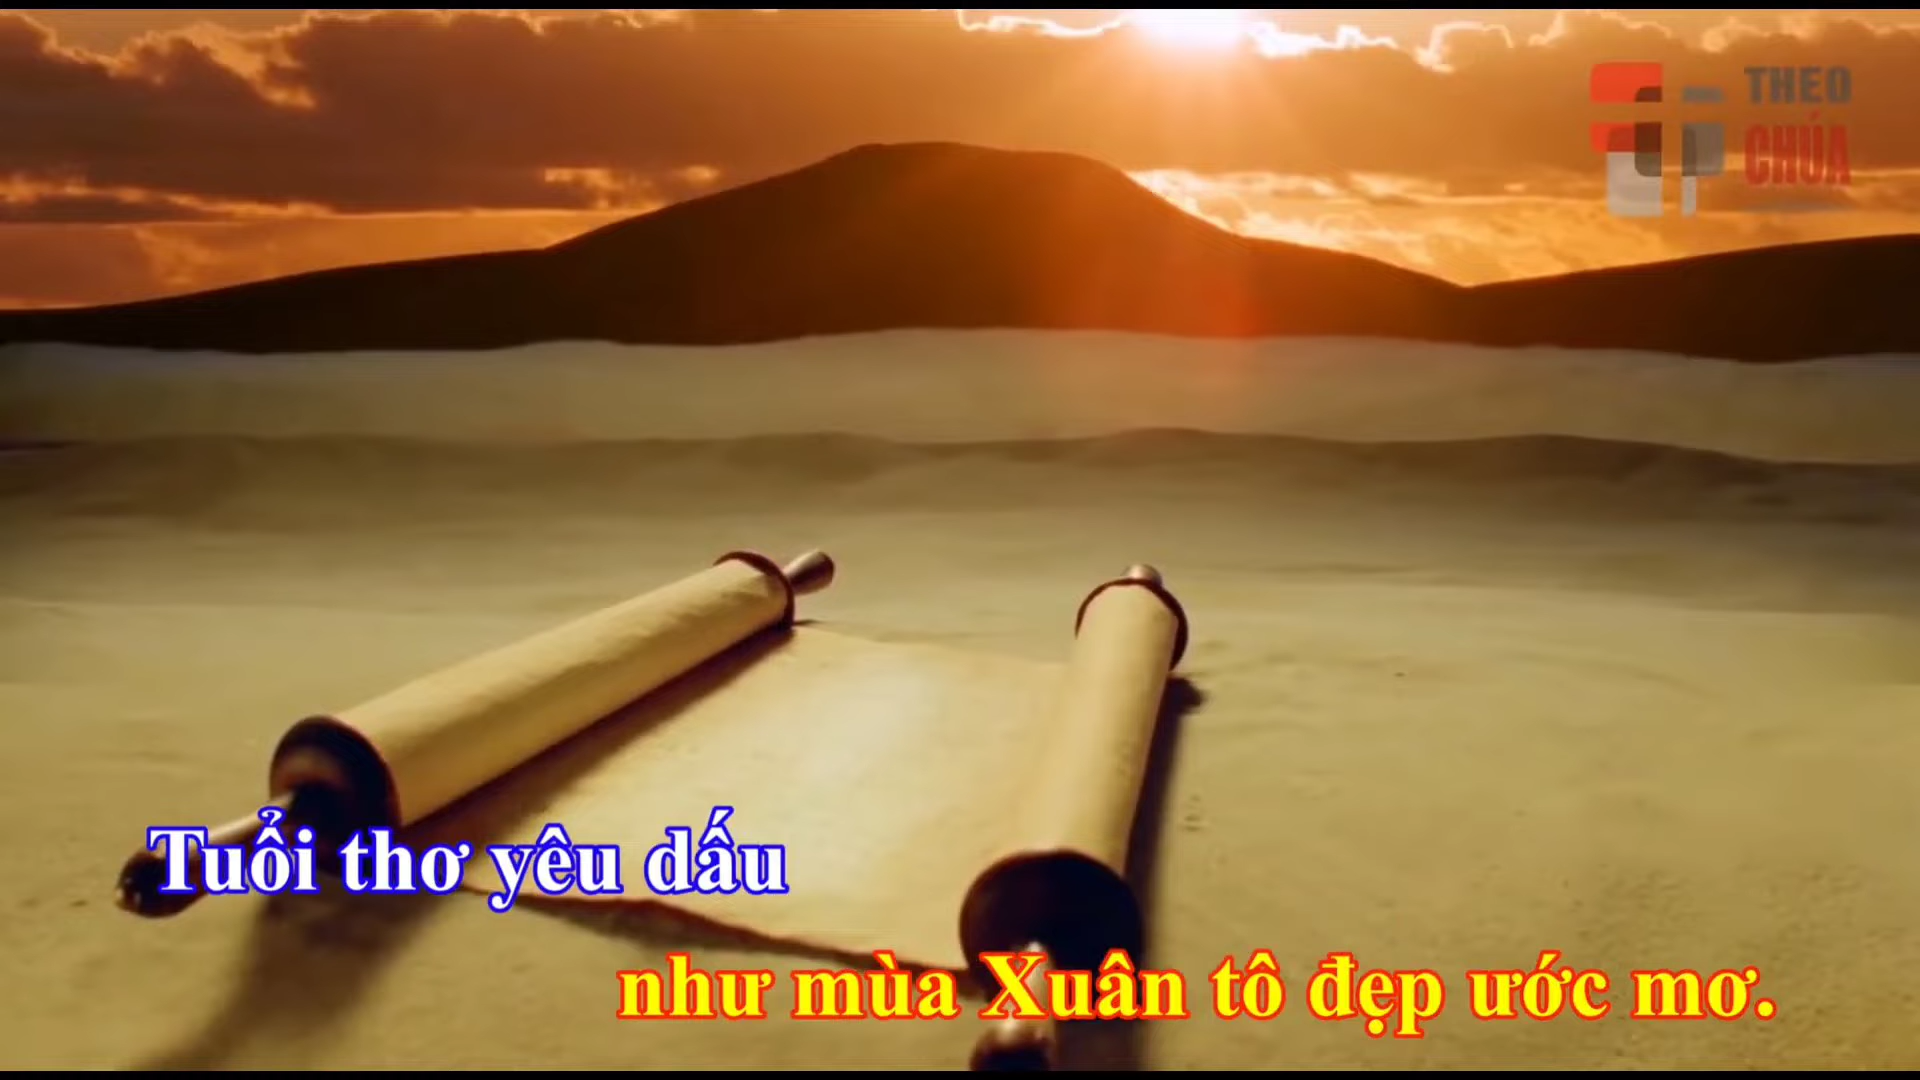 THEO
CHÚA
Tuổi thơ yêu dấu
như mùa Xuân tô đẹp ước mơ.